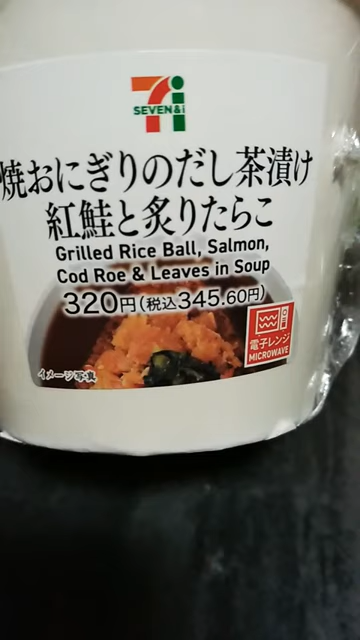 SEVEN&i
焼おにぎりのだし茶漬け
紅鮭と炙りたらこ
Grilled Rice Ball, Salmon,
Cod Roe & Leaves in Soup
320円(税込345.60円)
電子レンジ
MICROWAVE
イメージ写真